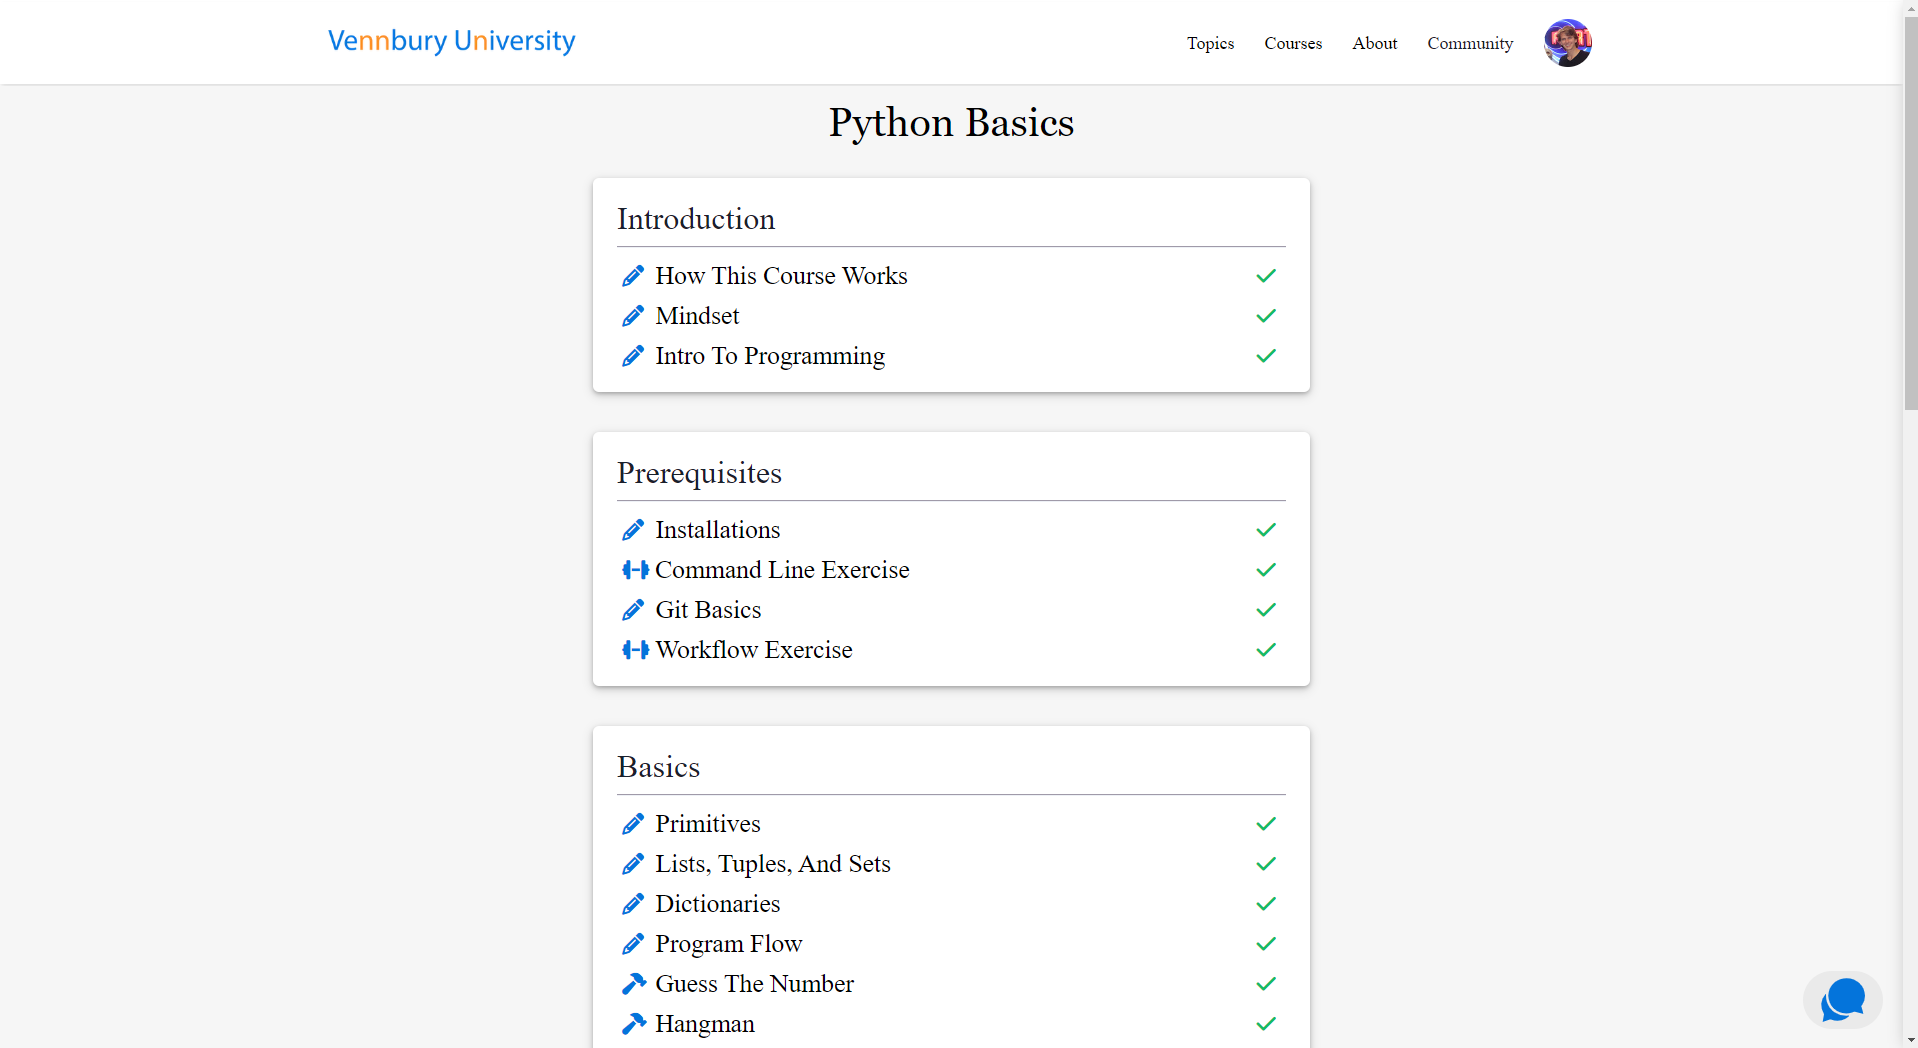 Vennbury University
Topics Courses About Community
Python Basics
Introduction
How This Course Works
Mindset
Intro To Programming
Prerequisites
Installations
Command Line Exercise
Git Basics
Workflow Exercise
Basics
Primitives
Lists, Tuples, And Sets
Dictionaries
Program Flow
Guess The Number
Hangman